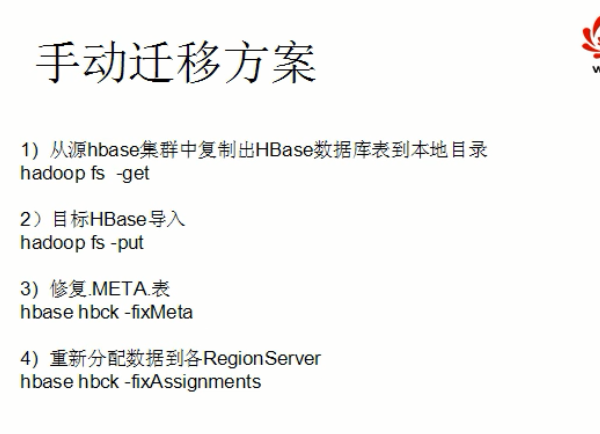 手动迁移方案
1）从源hbase集群中复制出HBase数据库表到本地目录
hadoop fs  -get
2）目标HBase导入
hadoop fs -put
3）修复.META.表
hbase hbck -fixMeta
4）重新分配数据到各RegionServer
hbase hbck -fixAssignments